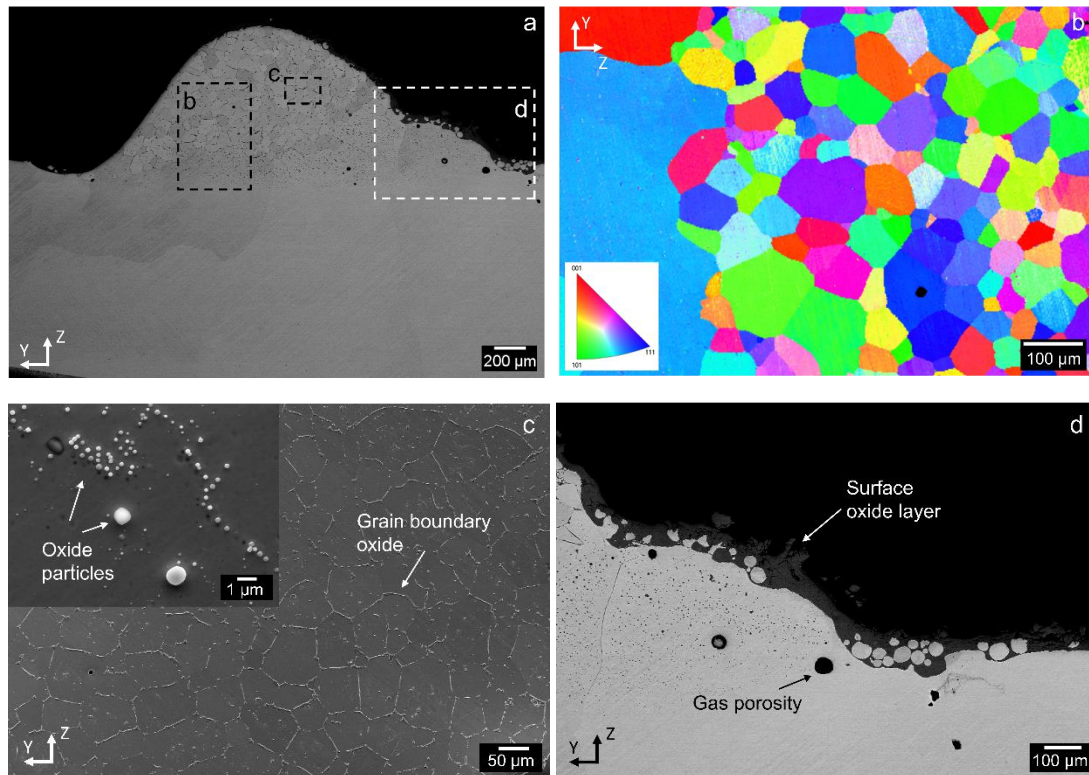 a
b
c
d
Z
Y
200 µm
b
Y
Z
001
101
111
100 µm
c
Oxide
particles
1 µm
Grain boundary
oxide
Y
Z
50 µm
d
Surface
oxide layer
Gas porosity
Y
Z
100 µm